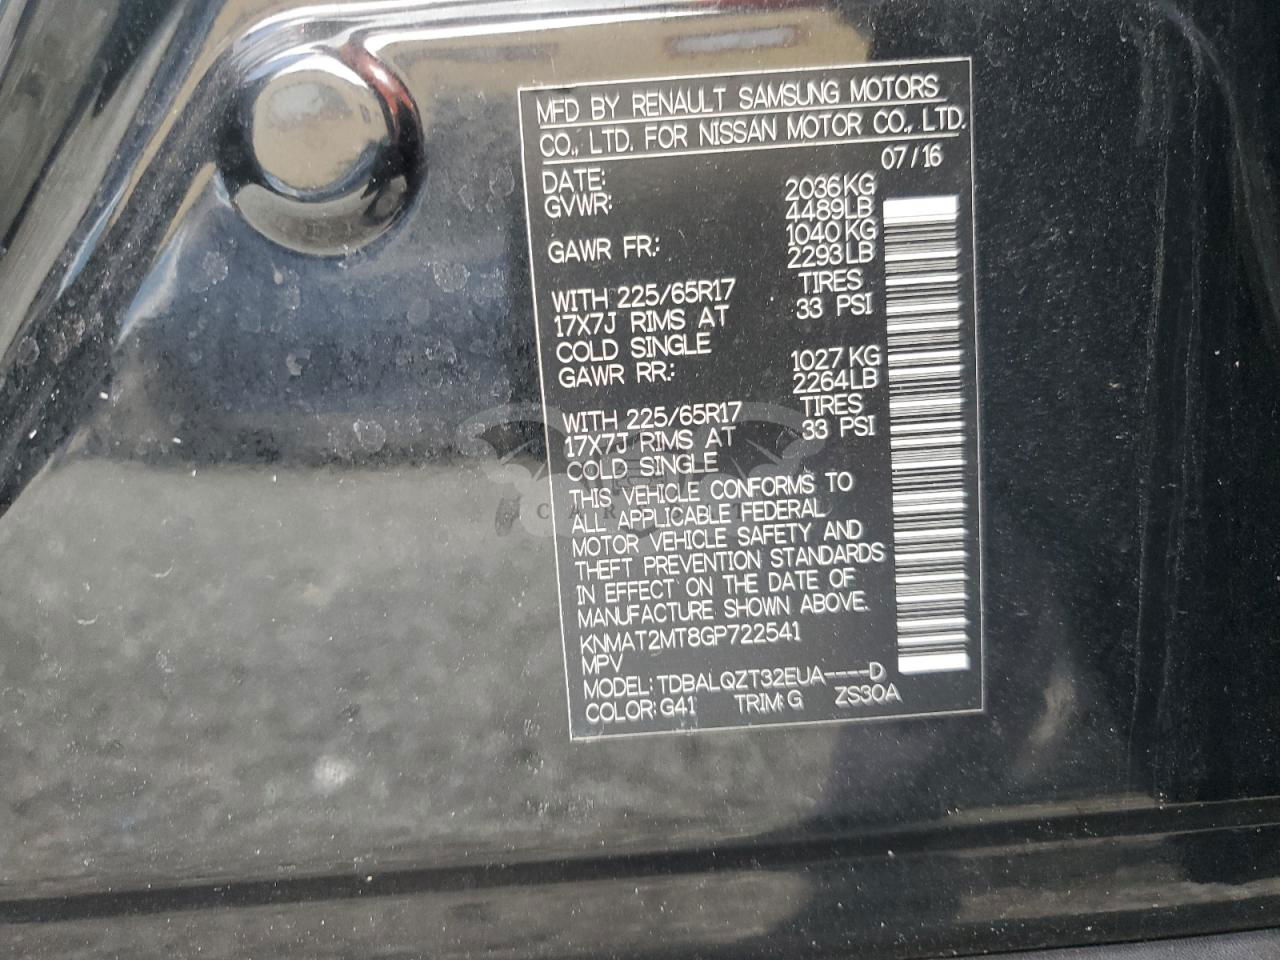 MFD BY RENAULT SAMSUNG MOTORS
CO., LTD. FOR NISSAN MOTOR CO., LTD.
DATE: 07/16
GVWR: 2036KG
4489LB
GAWR FR.: 1040KG
2293LB
WITH 225/65R17 TIRES
17X7J RIMS AT 33 PSI
COLD SINGLE
GAWR RR.: 1027KG
2264LB
WITH 225/65R17 TIRES
17X7J RIMS AT 33 PSI
COLD SINGLE
THIS VEHICLE CONFORMS TO
ALL APPLICABLE FEDERAL
MOTOR VEHICLE SAFETY AND
THEFT PREVENTION STANDARDS
IN EFFECT ON THE DATE OF
MANUFACTURE SHOWN ABOVE.
KNMAT2MT8GP722541
MPV
MODEL: TDBALQZT32EUA----D
COLOR: G41 TRIM: G ZS30A